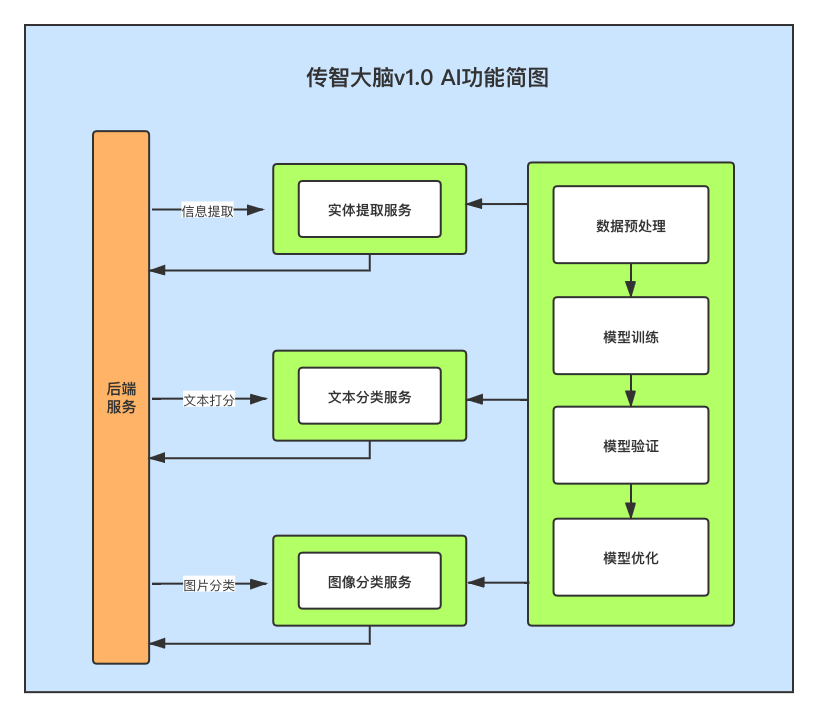 传智大脑v1.0 AI功能简图
信息提取
实体提取服务
数据预处理
模型训练
后端
服务
文本打分
文本分类服务
模型验证
图片分类
图像分类服务
模型优化